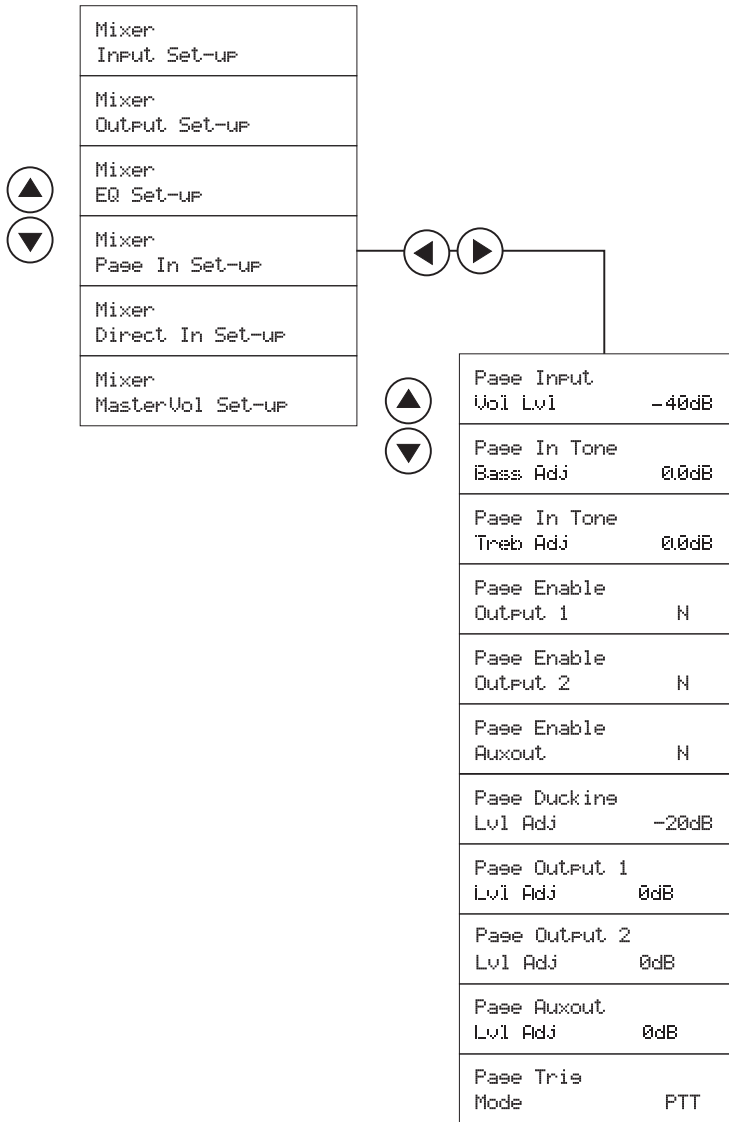 Mixer
Input Set-up
Mixer
Output Set-up
Mixer
EQ Set-up
Mixer
Page In Set-up
Mixer
Direct In Set-up
Mixer
MasterVol Set-up
Page Input
Vol Lvl -40dB
Page In Tone
Bass Adj 0.0dB
Page In Tone
Treb Adj 0.0dB
Page Enable
Output 1 N
Page Enable
Output 2 N
Page Enable
Auxout N
Page Ducking
Lvl Adj -20dB
Page Output 1
Lvl Adj 0dB
Page Output 2
Lvl Adj 0dB
Page Auxout
Lvl Adj 0dB
Page Trig
Mode PTT